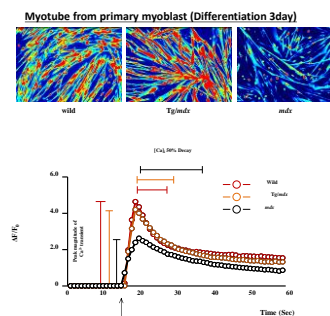 Myotube from primary myoblast (Differentiation 3day)
wild Tg/mdx mdx
[Ca]i 50% Decay
6.0
4.0
2.0
0
ΔF/F0
Peak magnitude of
Ca2+ transient
Wild
Tg/mdx
mdx
0 10 20 30 40 50 60
Time (Sec)